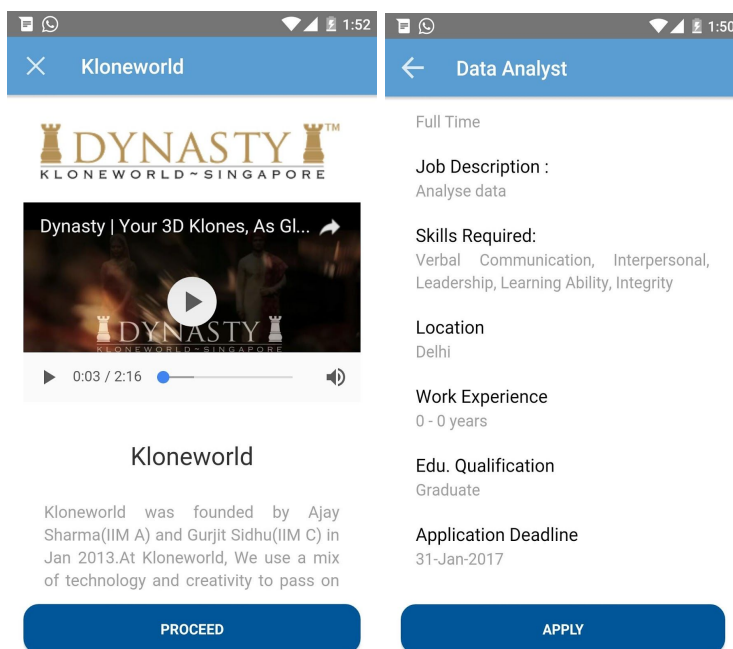 1:52
Kloneworld
DYNASTY™
KLONEWORLD~SINGAPORE
Dynasty | Your 3D Klones, As Gl...
DYNASTY
KLONEWORLD~SINGAPORE
0:03 / 2:16
Kloneworld
Kloneworld was founded by Ajay
Sharma(IIM A) and Gurjit Sidhu(IIM C) in
Jan 2013.At Kloneworld, We use a mix
of technology and creativity to pass on
PROCEED
1:50
Data Analyst
Full Time
Job Description :
Analyse data
Skills Required:
Verbal Communication, Interpersonal,
Leadership, Learning Ability, Integrity
Location
Delhi
Work Experience
0 - 0 years
Edu. Qualification
Graduate
Application Deadline
31-Jan-2017
APPLY